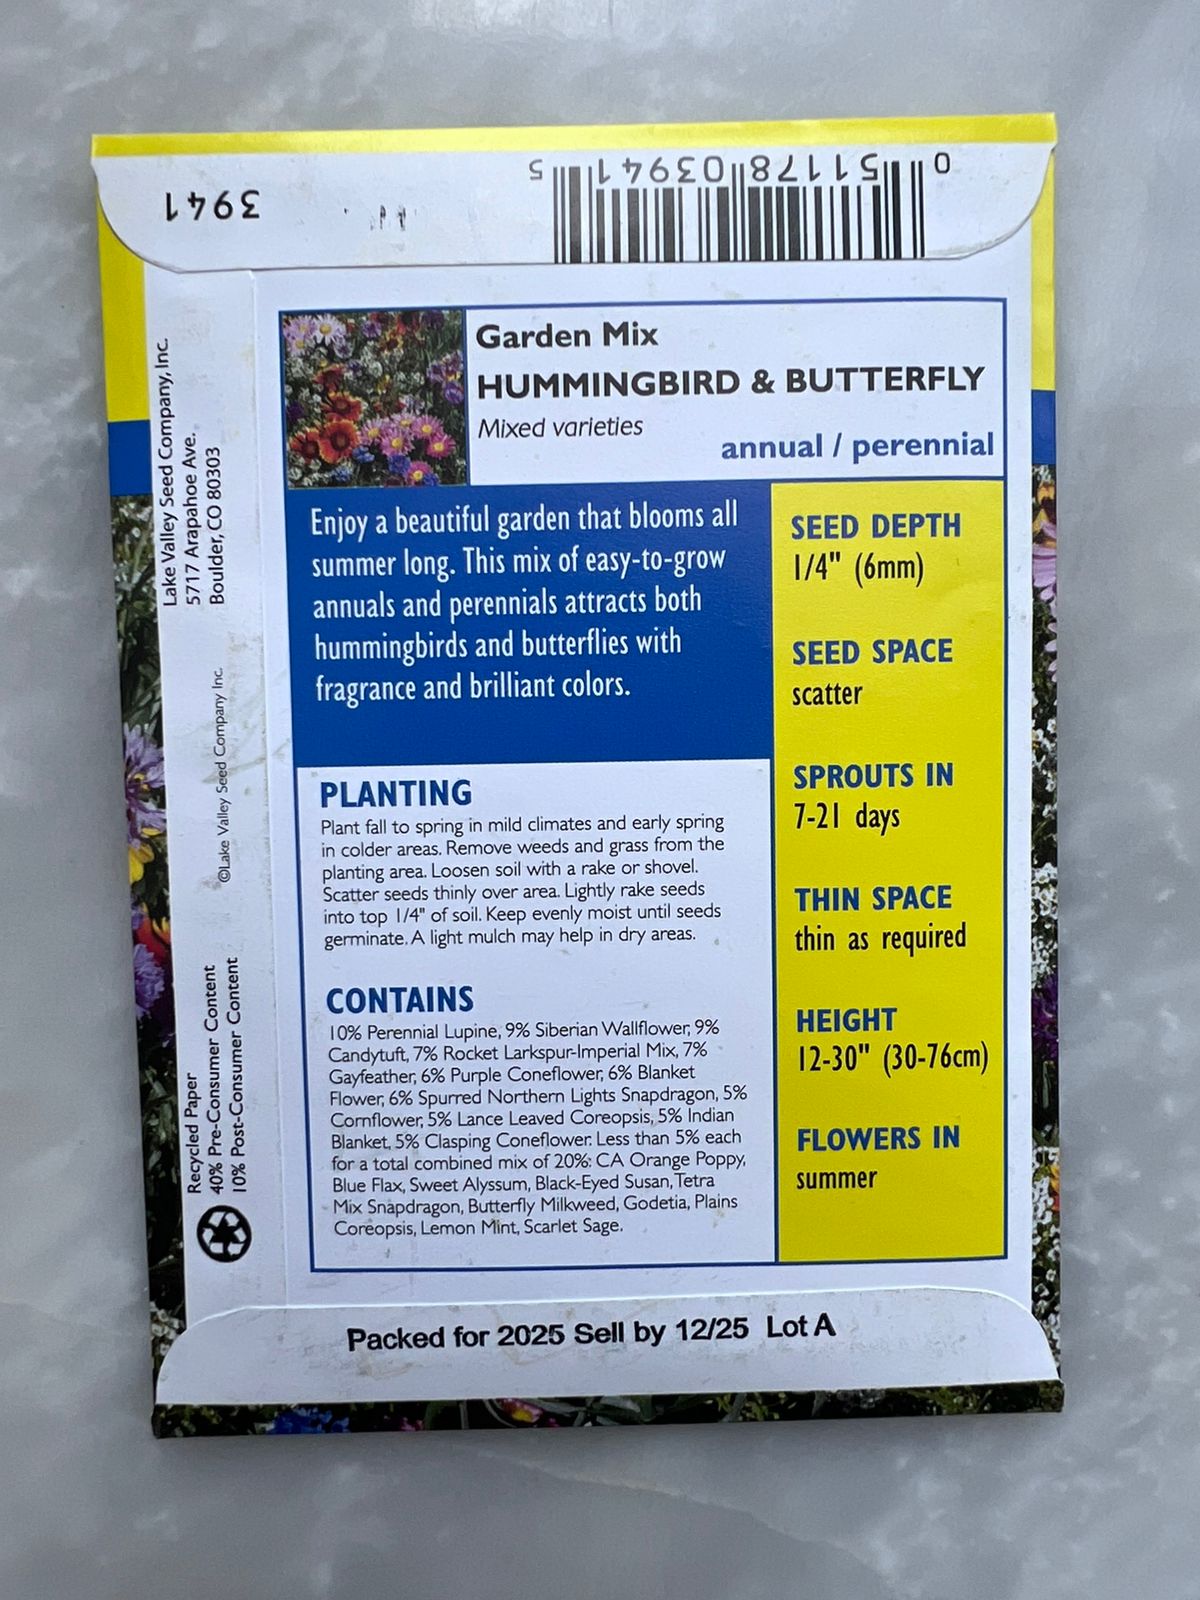 3941
0 51178 03941 5
Garden Mix
HUMMINGBIRD & BUTTERFLY
Mixed varieties
annual / perennial
Enjoy a beautiful garden that blooms all
summer long. This mix of easy-to-grow
annuals and perennials attracts both
hummingbirds and butterflies with
fragrance and brilliant colors.
PLANTING
Plant fall to spring in mild climates and early spring
in colder areas. Remove weeds and grass from the
planting area. Loosen soil with a rake or shovel.
Scatter seeds thinly over area. Lightly rake seeds
into top 1/4" of soil. Keep evenly moist until seeds
germinate. A light mulch may help in dry areas.
CONTAINS
10% Perennial Lupine, 9% Siberian Wallflower, 9%
Candytuft, 7% Rocket Larkspur-Imperial Mix, 7%
Gayfeather, 6% Purple Coneflower, 6% Blanket
Flower, 6% Spurred Northern Lights Snapdragon, 5%
Cornflower, 5% Lance Leaved Coreopsis, 5% Indian
Blanket, 5% Clasping Coneflower. Less than 5% each
for a total combined mix of 20%: CA Orange Poppy,
Blue Flax, Sweet Alyssum, Black-Eyed Susan, Tetra
Mix Snapdragon, Butterfly Milkweed, Godetia, Plains
Coreopsis, Lemon Mint, Scarlet Sage.
SEED DEPTH
1/4" (6mm)
SEED SPACE
scatter
SPROUTS IN
7-21 days
THIN SPACE
thin as required
HEIGHT
12-30" (30-76cm)
FLOWERS IN
summer
Lake Valley Seed Company, Inc.
5717 Arapahoe Ave.
Boulder, CO 80303
©Lake Valley Seed Company Inc.
Recycled Paper
40% Pre-Consumer Content
10% Post-Consumer Content
Packed for 2025 Sell by 12/25 Lot A